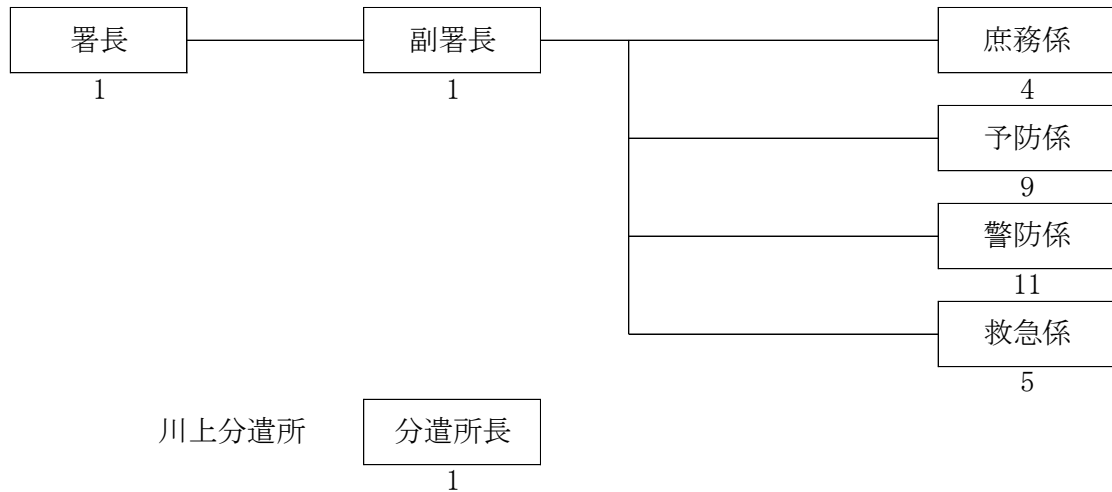 署長 副署長 庶務係
1 1 4
予防係
9
警防係
11
救急係
5
川上分遣所 分遣所長
1